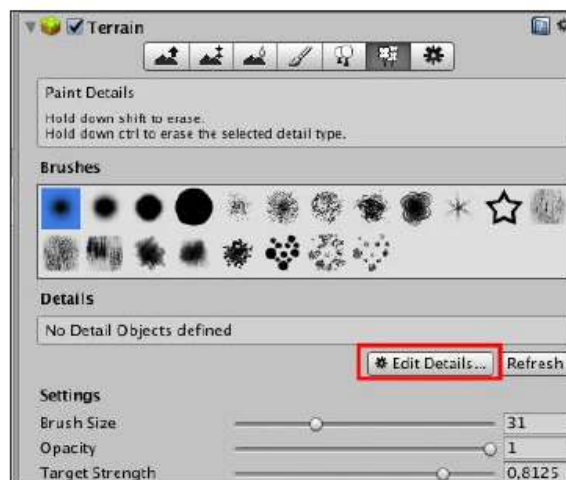 Terrain
Paint Details
Hold down shift to erase.
Hold down ctrl to erase the selected detail type.
Brushes
Details
No Detail Objects defined
Edit Details... Refresh
Settings
Brush Size 31
Opacity 1
Target Strength 0,8125